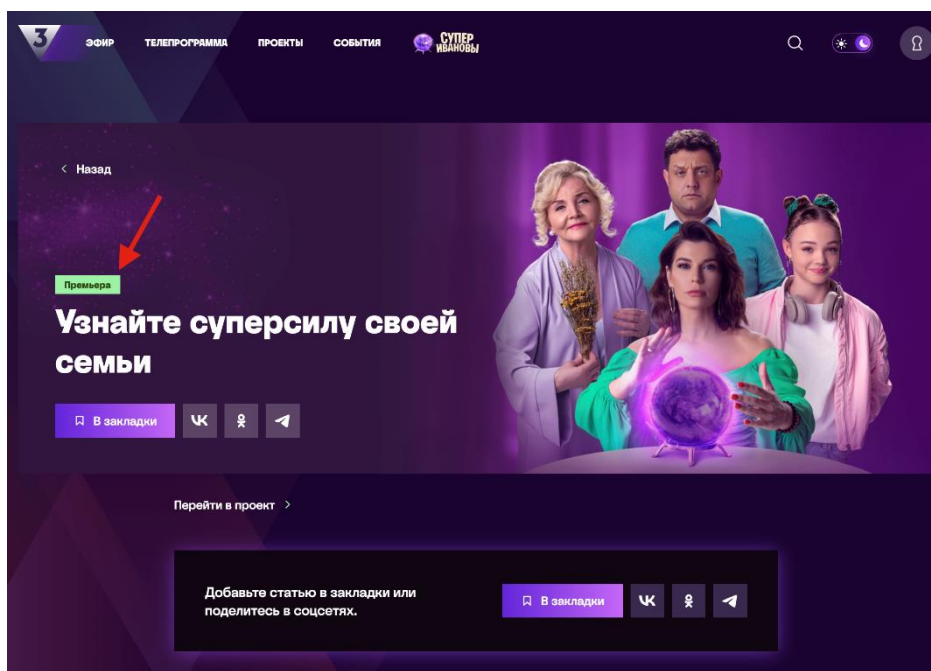 3 ЭФИР ТЕЛЕПРОГРАММА ПРОЕКТЫ СОБЫТИЯ СУПЕР
ИВАНОВЫ
Назад
Премьера
Узнайте суперсилу своей
семьи
В закладки
Перейти в проект
Добавьте статью в закладки или
поделитесь в соцсетях.
В закладки